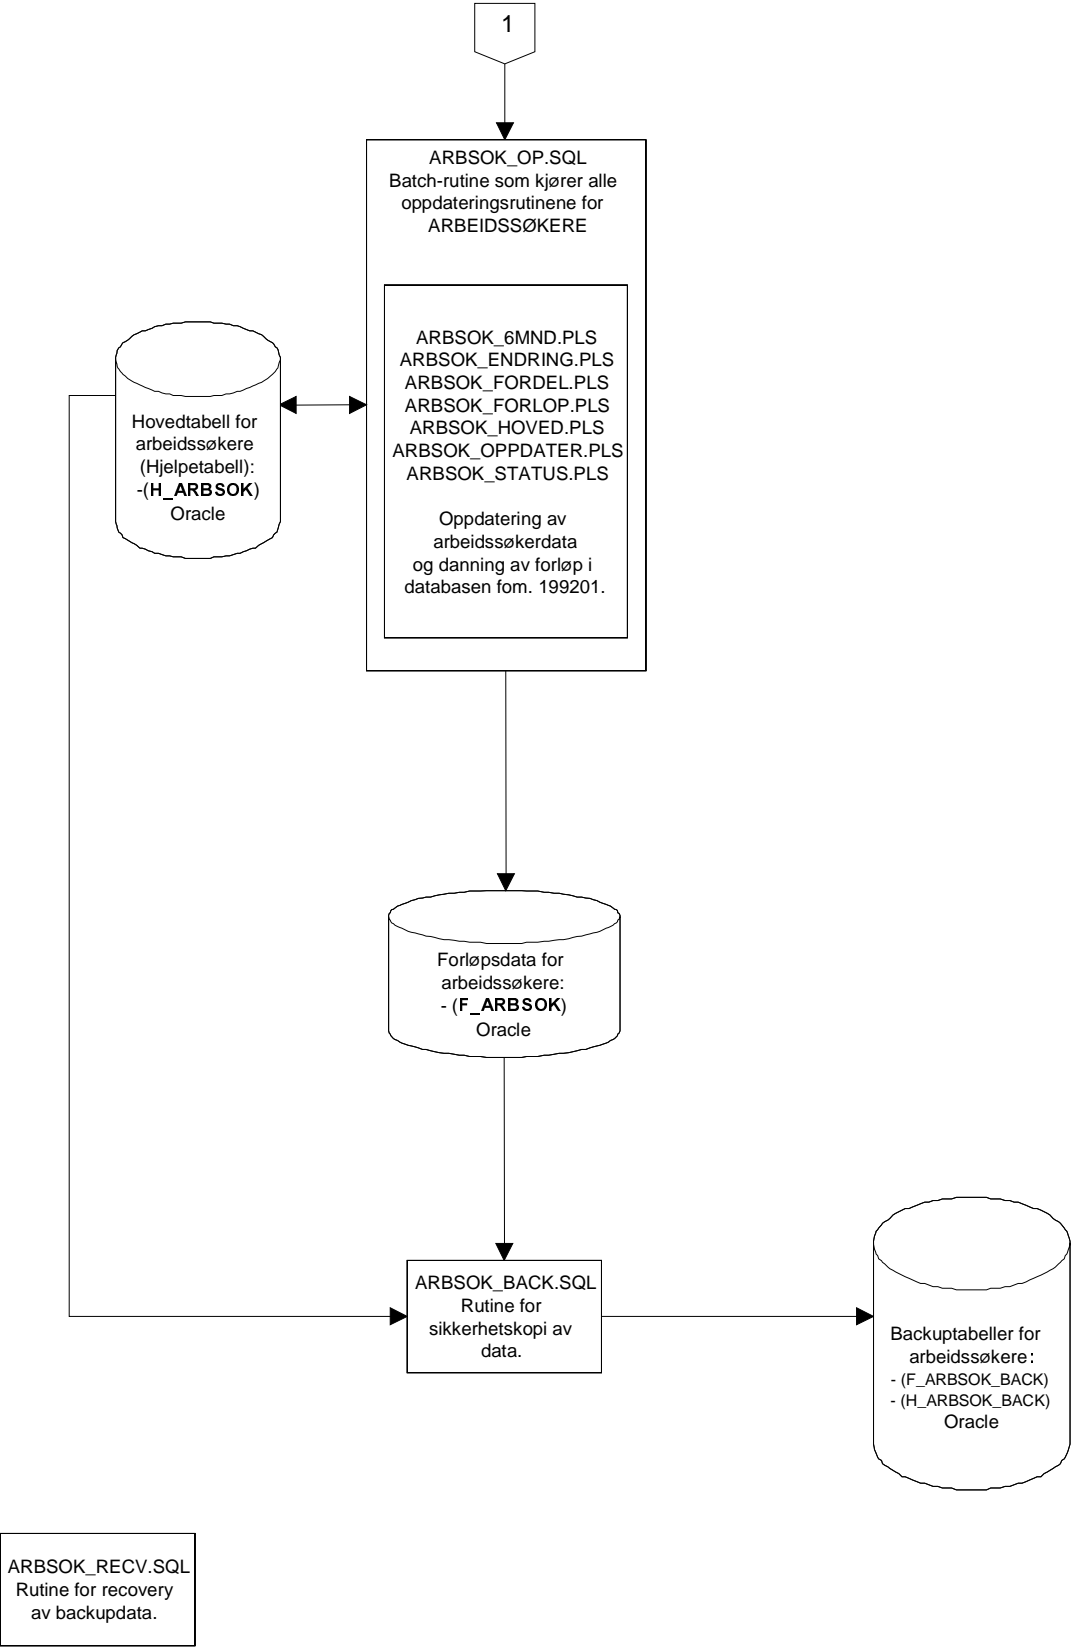 1
ARBSOK_OP.SQL
Batch-rutine som kjører alle
oppdateringsrutinene for
ARBEIDSSØKERE
ARBSOK_6MND.PLS
ARBSOK_ENDRING.PLS
ARBSOK_FORDEL.PLS
ARBSOK_FORLOP.PLS
ARBSOK_HOVED.PLS
ARBSOK_OPPDATER.PLS
ARBSOK_STATUS.PLS
Oppdatering av
arbeidssøkerdata
og danning av forløp i
databasen fom. 199201.
Hovedtabell for
arbeidssøkere
(Hjelpetabell):
-(H_ARBSOK)
Oracle
Forløpsdata for
arbeidssøkere:
- (F_ARBSOK)
Oracle
ARBSOK_BACK.SQL
Rutine for
sikkerhetskopi av
data.
Backuptabeller for
arbeidssøkere:
- (F_ARBSOK_BACK)
- (H_ARBSOK_BACK)
Oracle
ARBSOK_RECV.SQL
Rutine for recovery
av backupdata.